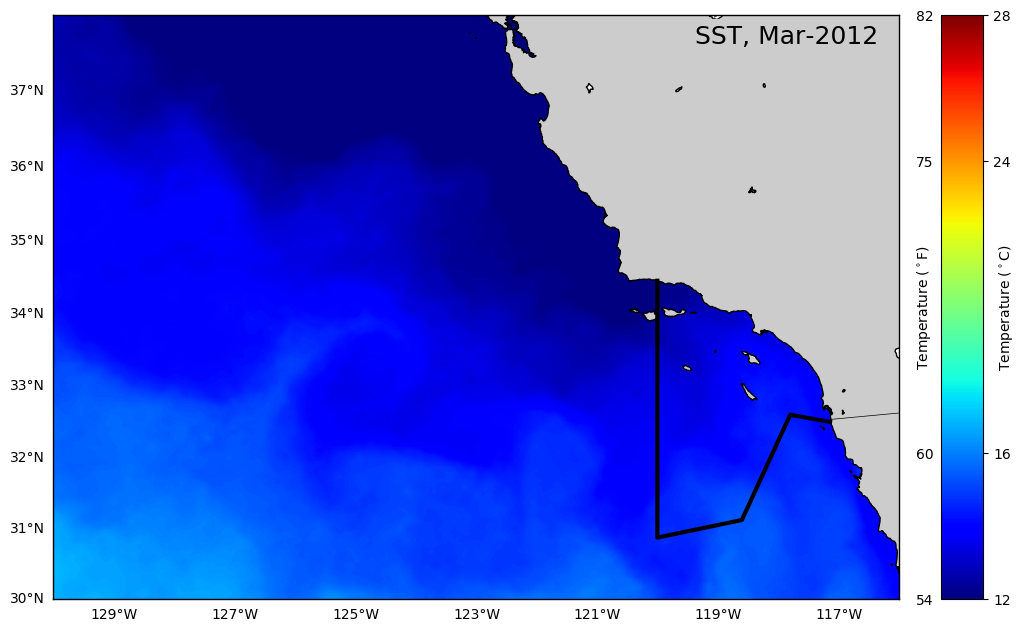 SST, Mar-2012
37°N
36°N
35°N
34°N
33°N
32°N
31°N
30°N
129°W
127°W
125°W
123°W
121°W
119°W
117°W
82
75
60
54
Temperature (°F)
28
24
16
12
Temperature (°C)